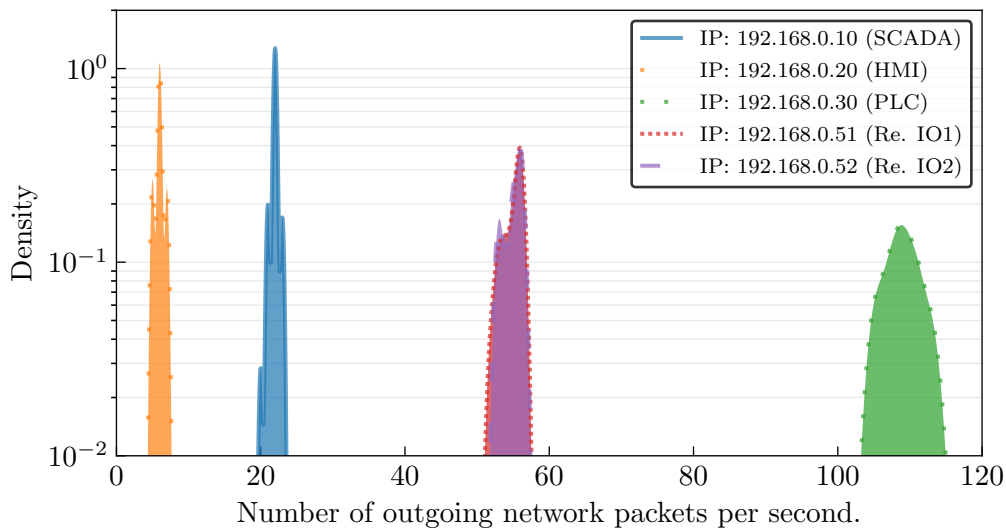 10⁰
10⁻¹
10⁻²
Density
IP: 192.168.0.10 (SCADA)
IP: 192.168.0.20 (HMI)
IP: 192.168.0.30 (PLC)
IP: 192.168.0.51 (Re. IO1)
IP: 192.168.0.52 (Re. IO2)
0 20 40 60 80 100 120
Number of outgoing network packets per second.